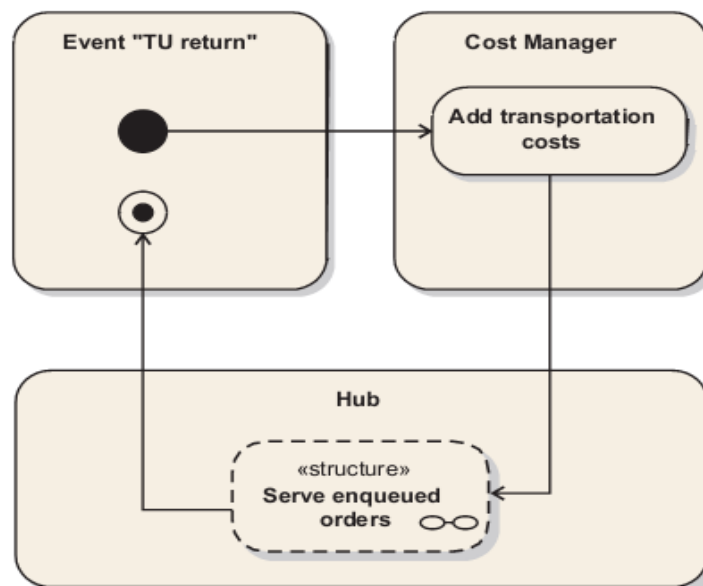 Event "TU return"
Cost Manager
Add transportation
costs
Hub
«structure»
Serve enqueued
orders